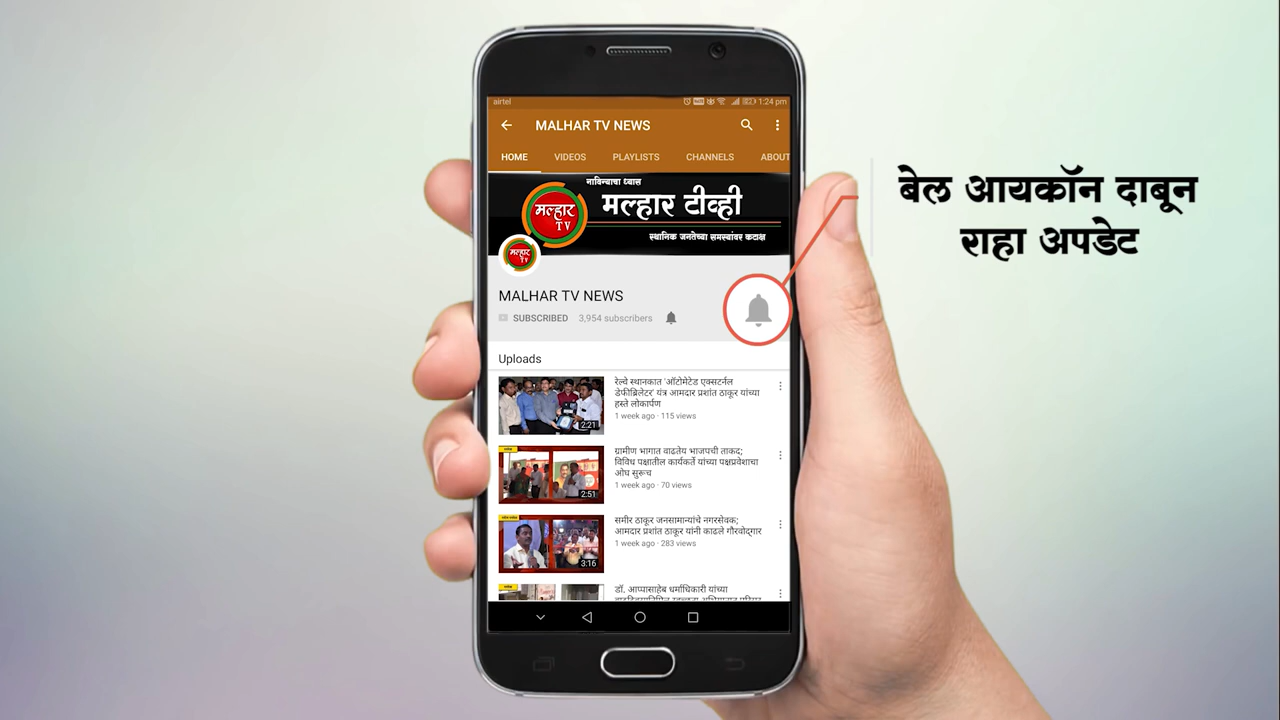 airtel 1:24 pm
MALHAR TV NEWS
HOME VIDEOS PLAYLISTS CHANNELS ABOUT
नाविन्याचा ध्यास
मल्हार टीव्ही
स्थानिक जनतेच्या समस्यांवर कटाक्ष
मल्हार
TV
मल्हार
TV
बेल आयकॉन दाबून
राहा अपडेट
MALHAR TV NEWS
SUBSCRIBED 3,954 subscribers
Uploads
रेल्वे स्थानकात 'ऑटोमेटेड एक्सटर्नल
डेफीब्रिलेटर' यंत्र आमदार प्रशांत ठाकूर यांच्या
हस्ते लोकार्पण
1 week ago · 115 views
2:21
ग्रामीण भागात वाढतेय भाजपची ताकद;
विविध पक्षातील कार्यकर्ते यांच्या पक्षप्रवेशाचा
ओघ सुरूच
1 week ago · 70 views
2:51
समीर ठाकूर जनसामान्यांचे नगरसेवक;
आमदार प्रशांत ठाकूर यांनी काढले गौरवोद्गार
1 week ago · 283 views
3:16
डॉ. आप्पासाहेब धर्माधिकारी यांच्या